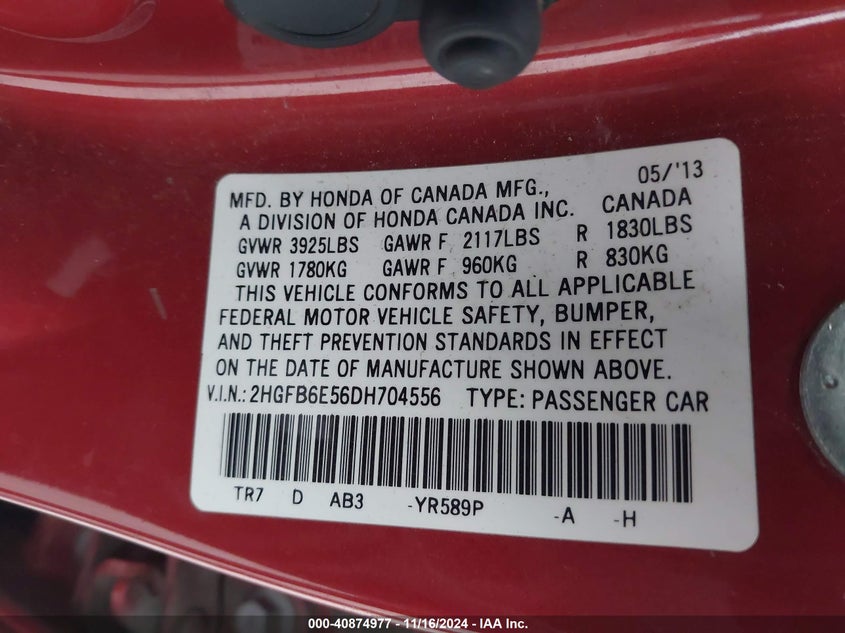 05/'13
MFD. BY HONDA OF CANADA MFG.,
A DIVISION OF HONDA CANADA INC. CANADA
GVWR 3925LBS GAWR F 2117LBS R 1830LBS
GVWR 1780KG GAWR F 960KG R 830KG
THIS VEHICLE CONFORMS TO ALL APPLICABLE
FEDERAL MOTOR VEHICLE SAFETY, BUMPER,
AND THEFT PREVENTION STANDARDS IN EFFECT
ON THE DATE OF MANUFACTURE SHOWN ABOVE.
V.I.N.: 2HGFB6E56DH704556 TYPE: PASSENGER CAR
TR7 D AB3 -YR589P -A -H
000-40874977 - 11/16/2024 - IAA Inc.